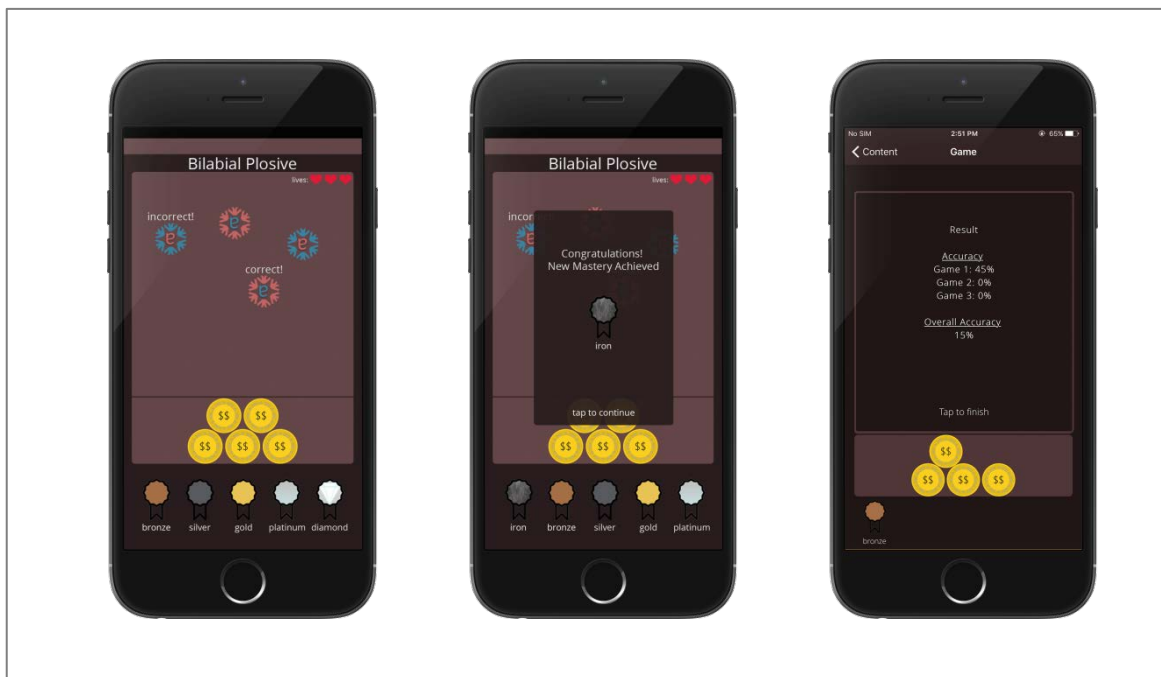 Bilabial Plosive
lives:
incorrect!
correct!
$$ $$
$$ $$ $$
bronze silver gold platinum diamond
Bilabial Plosive
lives:
Congratulations!
New Mastery Achieved
iron
tap to continue
$$ $$ $$
iron bronze silver gold platinum
No SIM 2:51 PM 65%
Content Game
Result
Accuracy
Game 1: 45%
Game 2: 0%
Game 3: 0%
Overall Accuracy
15%
Tap to finish
$$
$$ $$ $$
bronze